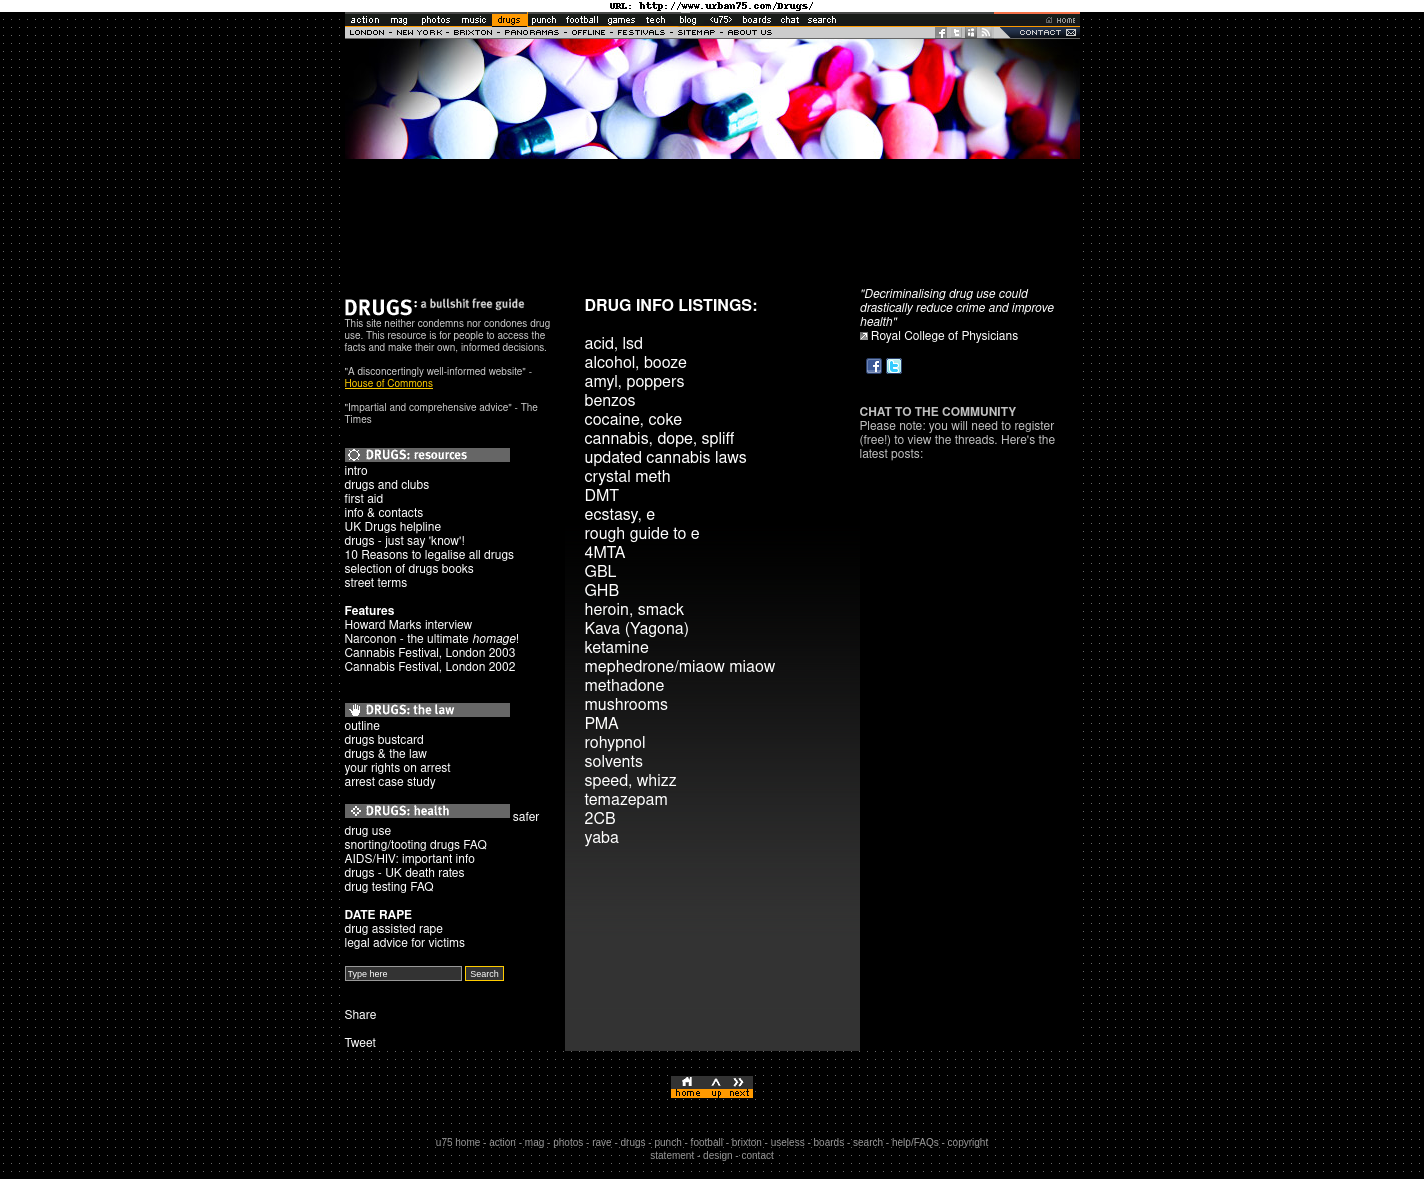 URL: http://www.urban75.com/Drugs/
action mag photos music drugs punch football games tech blog <u75> boards chat search HOME
LONDON - NEW YORK - BRIXTON - PANORAMAS - OFFLINE - FESTIVALS - SITEMAP - ABOUT US CONTACT
DRUGS: a bullshit free guide
This site neither condemns nor condones drug
use. This resource is for people to access the
facts and make their own, informed decisions.
"A disconcertingly well-informed website" -
House of Commons
"Impartial and comprehensive advice" - The
Times
DRUGS: resources
intro
drugs and clubs
first aid
info & contacts
UK Drugs helpline
drugs - just say 'know'!
10 Reasons to legalise all drugs
selection of drugs books
street terms
Features
Howard Marks interview
Narconon - the ultimate homage!
Cannabis Festival, London 2003
Cannabis Festival, London 2002
DRUGS: the law
outline
drugs bustcard
drugs & the law
your rights on arrest
arrest case study
DRUGS: health safer
drug use
snorting/tooting drugs FAQ
AIDS/HIV: important info
drugs - UK death rates
drug testing FAQ
DATE RAPE
drug assisted rape
legal advice for victims
Type here Search
Share
Tweet
DRUG INFO LISTINGS:
acid, lsd
alcohol, booze
amyl, poppers
benzos
cocaine, coke
cannabis, dope, spliff
updated cannabis laws
crystal meth
DMT
ecstasy, e
rough guide to e
4MTA
GBL
GHB
heroin, smack
Kava (Yagona)
ketamine
mephedrone/miaow miaow
methadone
mushrooms
PMA
rohypnol
solvents
speed, whizz
temazepam
2CB
yaba
"Decriminalising drug use could
drastically reduce crime and improve
health"
Royal College of Physicians
CHAT TO THE COMMUNITY
Please note: you will need to register
(free!) to view the threads. Here's the
latest posts:
home up next
u75 home - action - mag - photos - rave - drugs - punch - football - brixton - useless - boards - search - help/FAQs - copyright
statement - design - contact